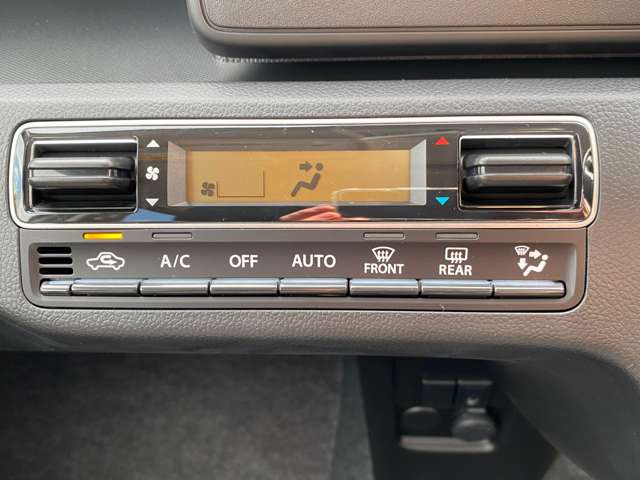 A/C OFF AUTO FRONT REAR